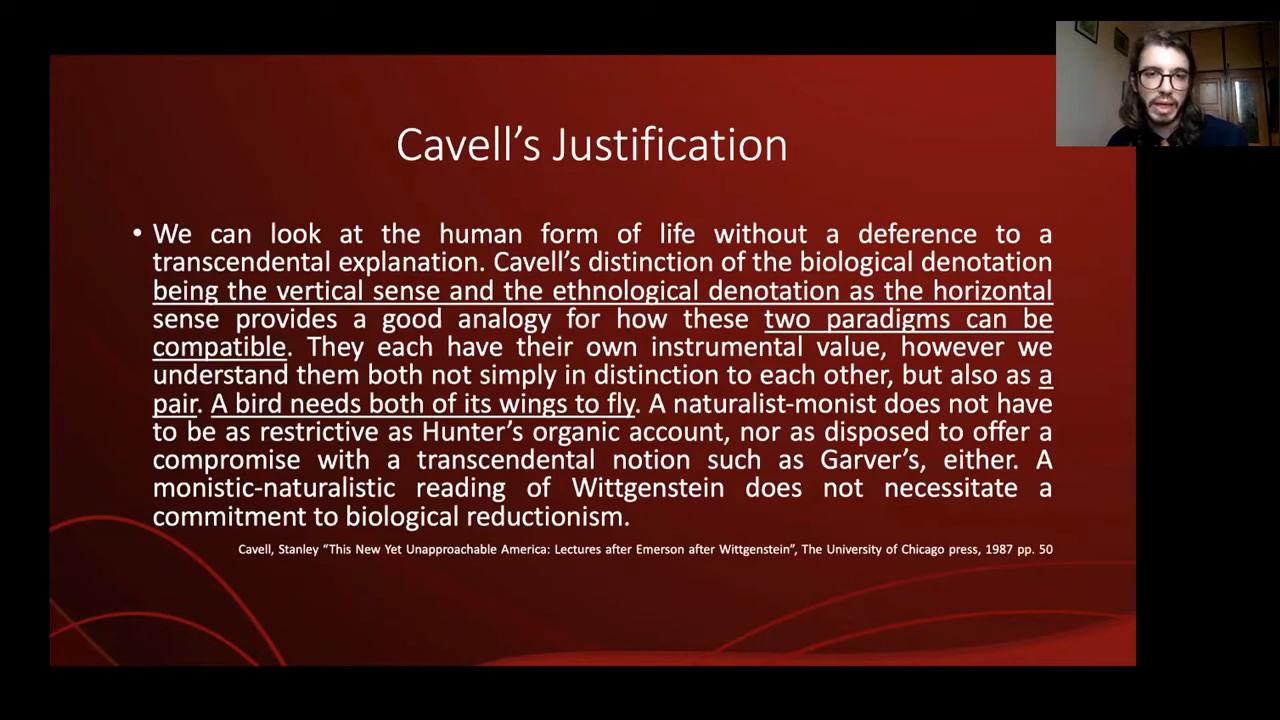 Cavell's Justification
• We can look at the human form of life without a deference to a
transcendental explanation. Cavell's distinction of the biological denotation
being the vertical sense and the ethnological denotation as the horizontal
sense provides a good analogy for how these two paradigms can be
compatible. They each have their own instrumental value, however we
understand them both not simply in distinction to each other, but also as a
pair. A bird needs both of its wings to fly. A naturalist-monist does not have
to be as restrictive as Hunter's organic account, nor as disposed to offer a
compromise with a transcendental notion such as Garver's, either. A
monistic-naturalistic reading of Wittgenstein does not necessitate a
commitment to biological reductionism.
Cavell, Stanley "This New Yet Unapproachable America: Lectures after Emerson after Wittgenstein", The University of Chicago press, 1987 pp. 50